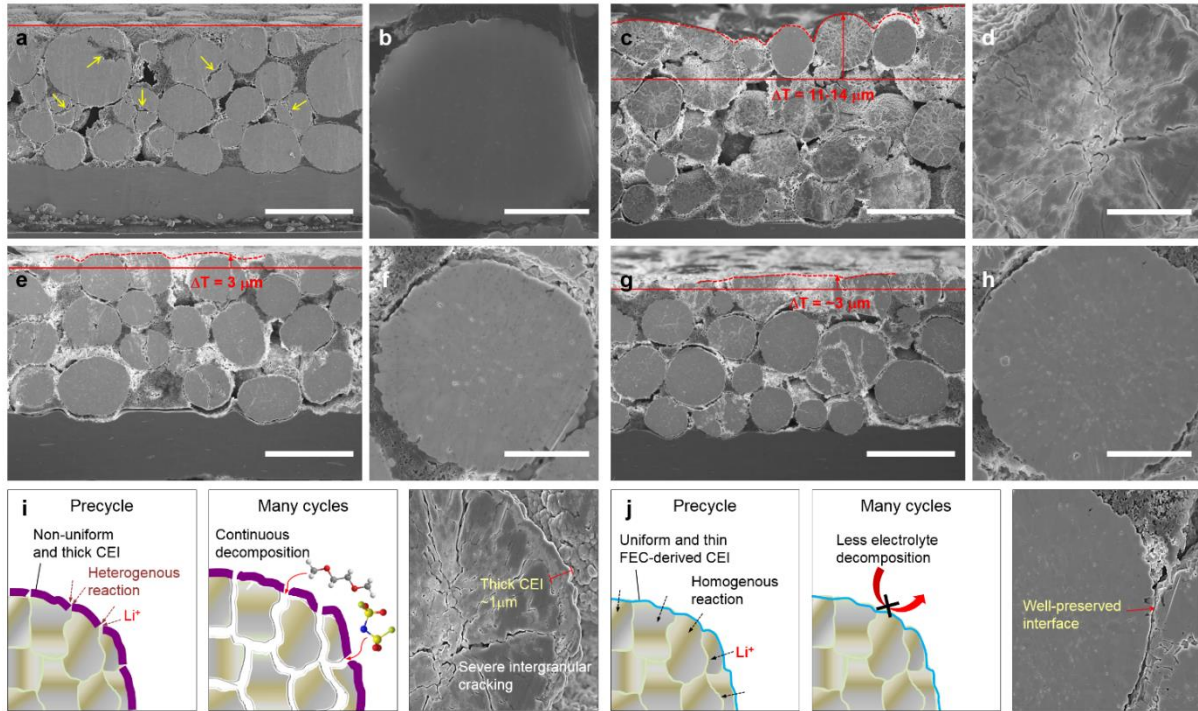 a
b
c
d
ΔT = 11-14 μm
e
f
g
h
ΔT = 3 μm
ΔT = ~3 μm
i
Precycle
Many cycles
j
Precycle
Many cycles
Non-uniform
and thick CEI
Heterogenous
reaction
Li⁺
Continuous
decomposition
Thick CEI
~1μm
Severe intergranular
cracking
Uniform and thin
FEC-derived CEI
Homogenous
reaction
Li⁺
Less electrolyte
decomposition
Well-preserved
interface